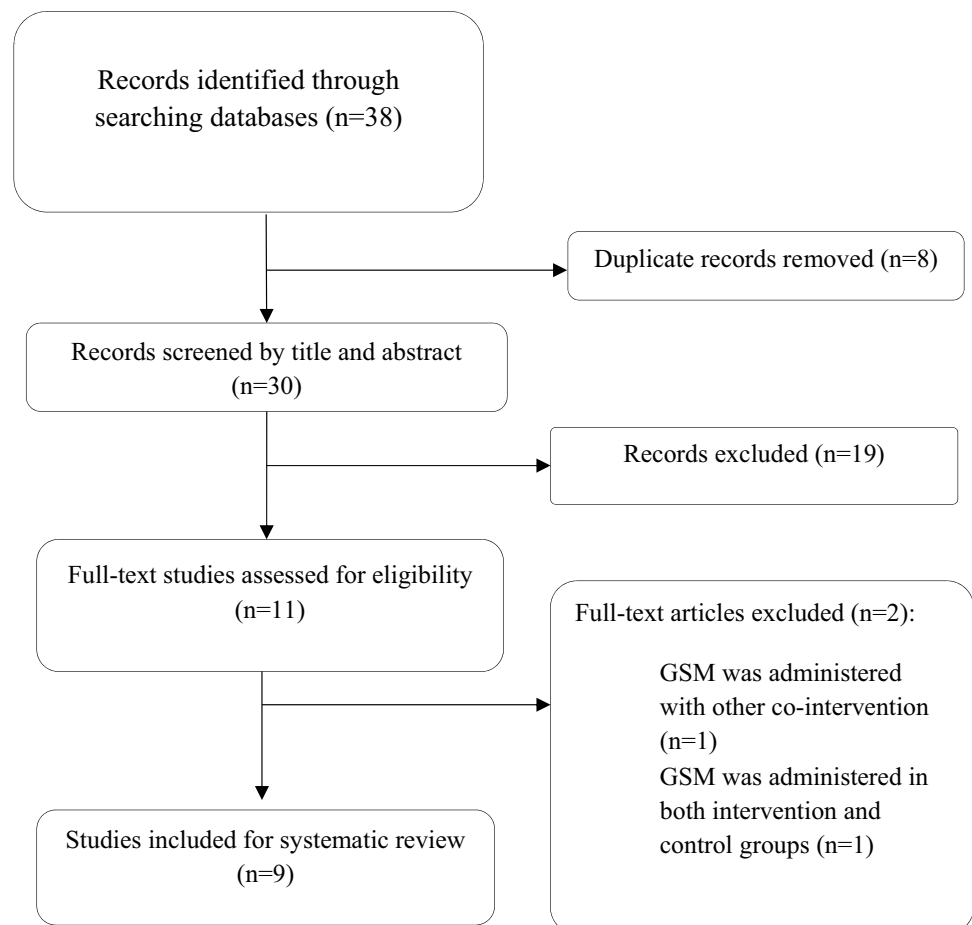 Records identified through
searching databases (n=38)
Duplicate records removed (n=8)
Records screened by title and abstract
(n=30)
Records excluded (n=19)
Full-text studies assessed for eligibility
(n=11)
Full-text articles excluded (n=2):
GSM was administered
with other co-intervention
(n=1)
GSM was administered in
both intervention and
control groups (n=1)
Studies included for systematic review
(n=9)